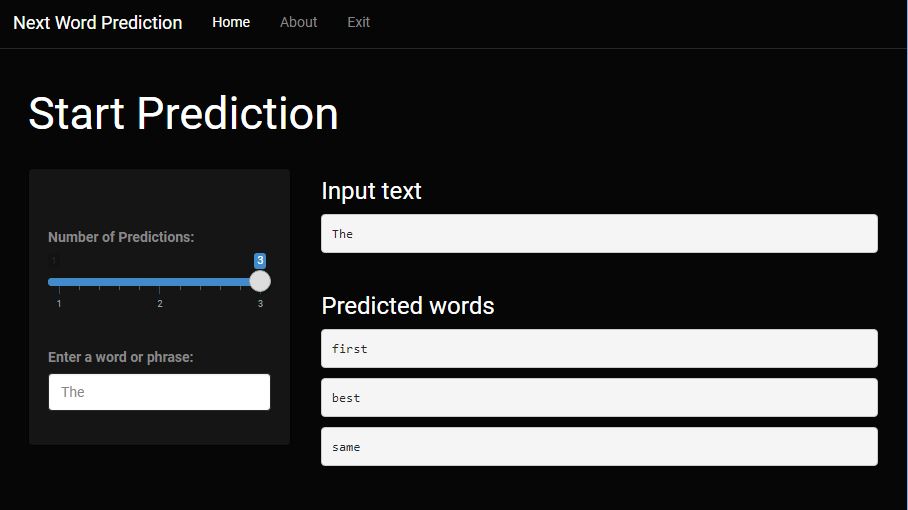 Next Word Prediction Home About Exit
Start Prediction
Number of Predictions:
1 3
1 2 3
Enter a word or phrase:
The
Input text
The
Predicted words
first
best
same